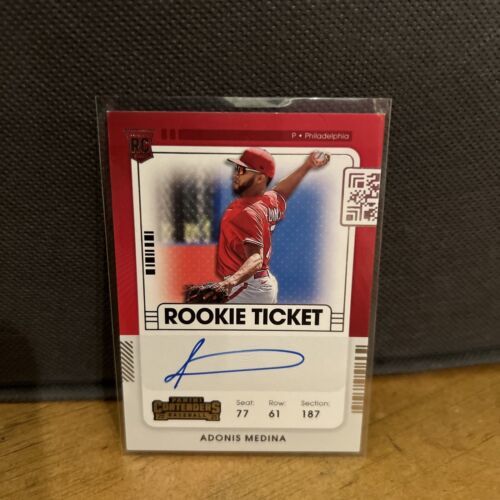 RC
P • Philadelphia
ROOKIE TICKET
Seat: Row: Section:
77 61 187
PANINI
CONTENDERS
BASEBALL
ADONIS MEDINA